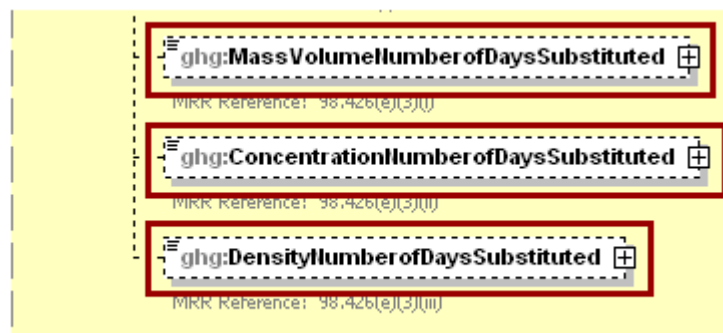 ghg:MassVolumeNumberofDaysSubstituted
MRR Reference: 98.426(e)(3)(i)
ghg:ConcentrationNumberofDaysSubstituted
MRR Reference: 98.426(e)(3)(ii)
ghg:DensityNumberofDaysSubstituted
MRR Reference: 98.426(e)(3)(iii)